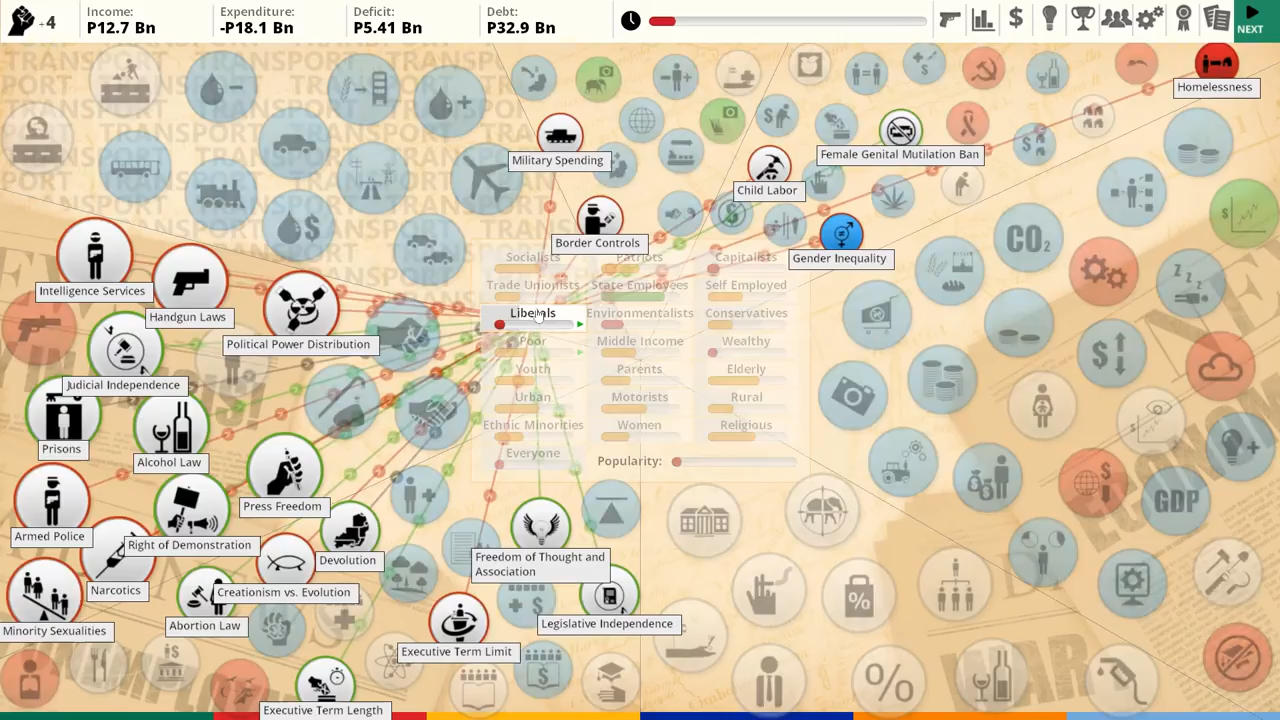 +4
Income:
P12.7 Bn
Expenditure:
-P18.1 Bn
Deficit:
P5.41 Bn
Debt:
P32.9 Bn
NEXT
TRANSPORT
Homelessness
Military Spending
Female Genital Mutilation Ban
Child Labor
Border Controls
Gender Inequality
CO₂
Intelligence Services
Handgun Laws
Political Power Distribution
Judicial Independence
Prisons
Alcohol Law
Socialists
Patriots
Capitalists
Trade Unionists
State Employees
Self Employed
Liberals
Environmentalists
Conservatives
Poor
Middle Income
Wealthy
Youth
Parents
Elderly
Urban
Motorists
Rural
Ethnic Minorities
Women
Religious
Everyone
Popularity:
GDP
Press Freedom
Armed Police
Right of Demonstration
Devolution
Freedom of Thought and
Association
Narcotics
Creationism vs. Evolution
Minority Sexualities
Abortion Law
Legislative Independence
Executive Term Limit
Executive Term Length